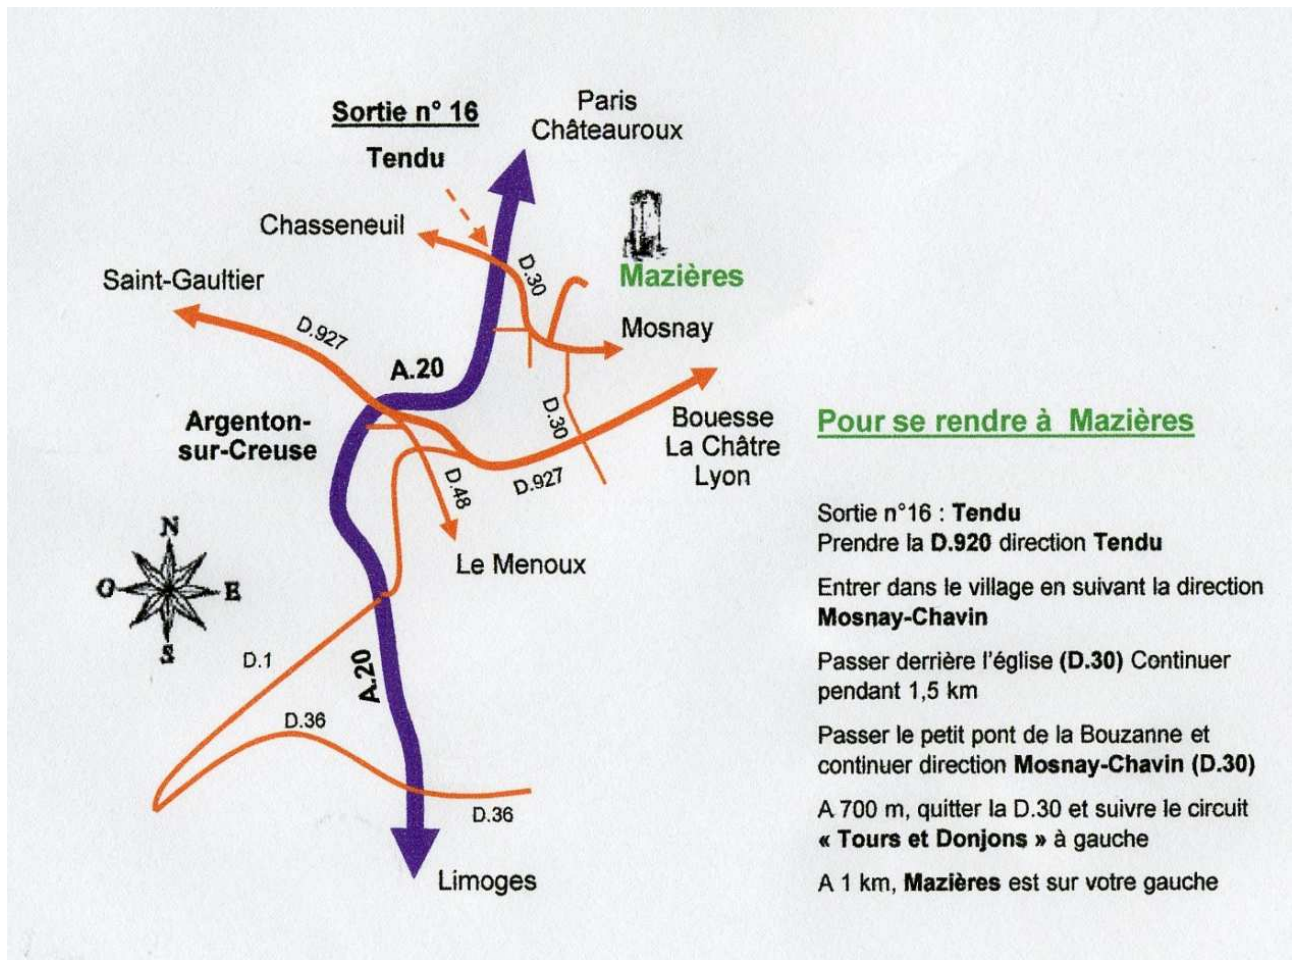 Sortie n° 16
Tendu
Paris
Châteauroux
Chasseneuil
Saint-Gaultier
D.30
Mazières
D.927
Mosnay
A.20
Argenton-
sur-Creuse
D.30
Bouesse
La Châtre
Lyon
D.48
D.927
Le Menoux
N
O
E
S
D.1
A.20
D.36
D.36
Limoges
Pour se rendre à Mazières
Sortie n°16 : Tendu
Prendre la D.920 direction Tendu
Entrer dans le village en suivant la direction
Mosnay-Chavin
Passer derrière l'église (D.30) Continuer
pendant 1,5 km
Passer le petit pont de la Bouzanne et
continuer direction Mosnay-Chavin (D.30)
A 700 m, quitter la D.30 et suivre le circuit
« Tours et Donjons » à gauche
A 1 km, Mazières est sur votre gauche